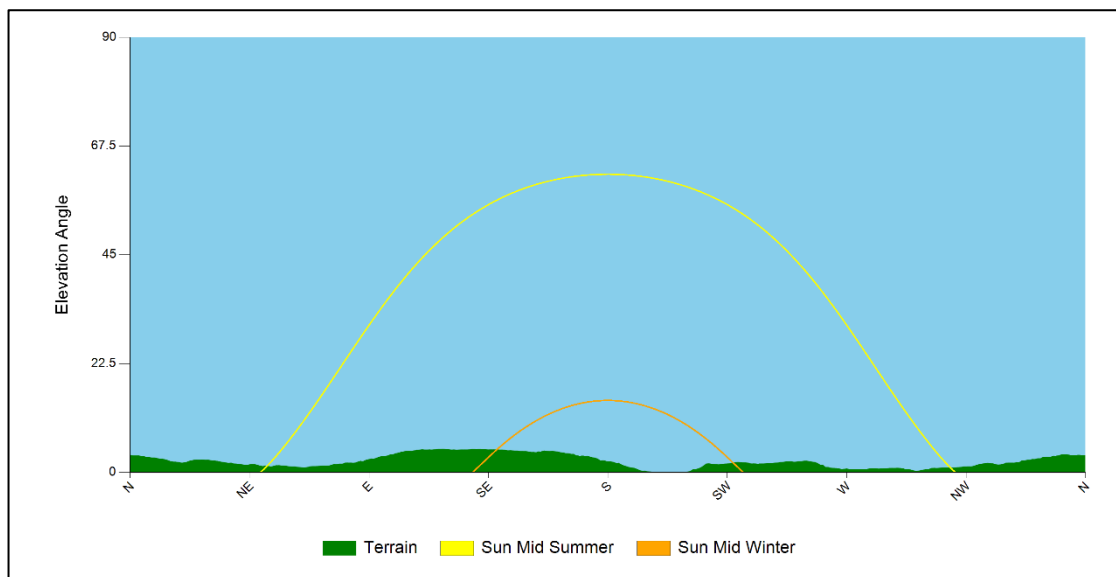 90
67.5
45
22.5
0
Elevation Angle
N
NE
E
SE
S
SW
W
NW
N
Terrain
Sun Mid Summer
Sun Mid Winter